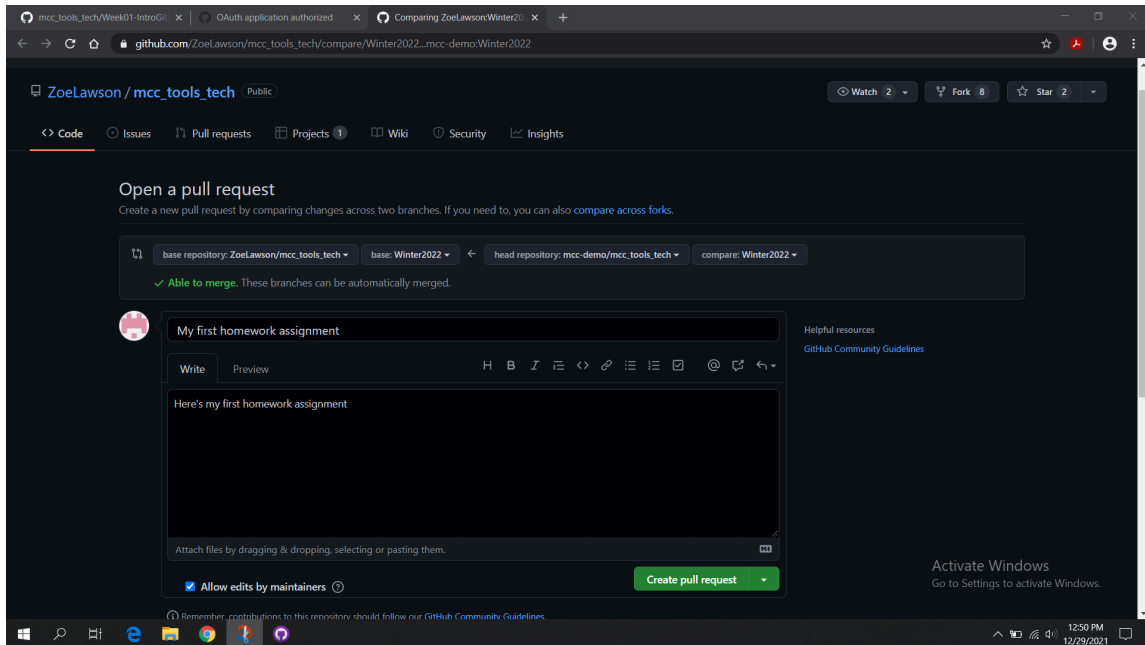 mcc_tools_tech/Week01-IntroGi
OAuth application authorized
Comparing ZoeLawson:Winter20
github.com/ZoeLawson/mcc_tools_tech/compare/Winter2022...mcc-demo:Winter2022
ZoeLawson / mcc_tools_tech Public
Watch 2 Fork 8 Star 2
Code Issues Pull requests Projects 1 Wiki Security Insights
Open a pull request
Create a new pull request by comparing changes across two branches. If you need to, you can also compare across forks.
base repository: ZoeLawson/mcc_tools_tech base: Winter2022 ← head repository: mcc-demo/mcc_tools_tech compare: Winter2022
✓ Able to merge. These branches can be automatically merged.
My first homework assignment
Helpful resources
GitHub Community Guidelines
Write Preview
Here's my first homework assignment
Attach files by dragging & dropping, selecting or pasting them.
Allow edits by maintainers
Create pull request
Remember, contributions to this repository should follow our GitHub Community Guidelines.
Activate Windows
Go to Settings to activate Windows.
12:50 PM
12/29/2021